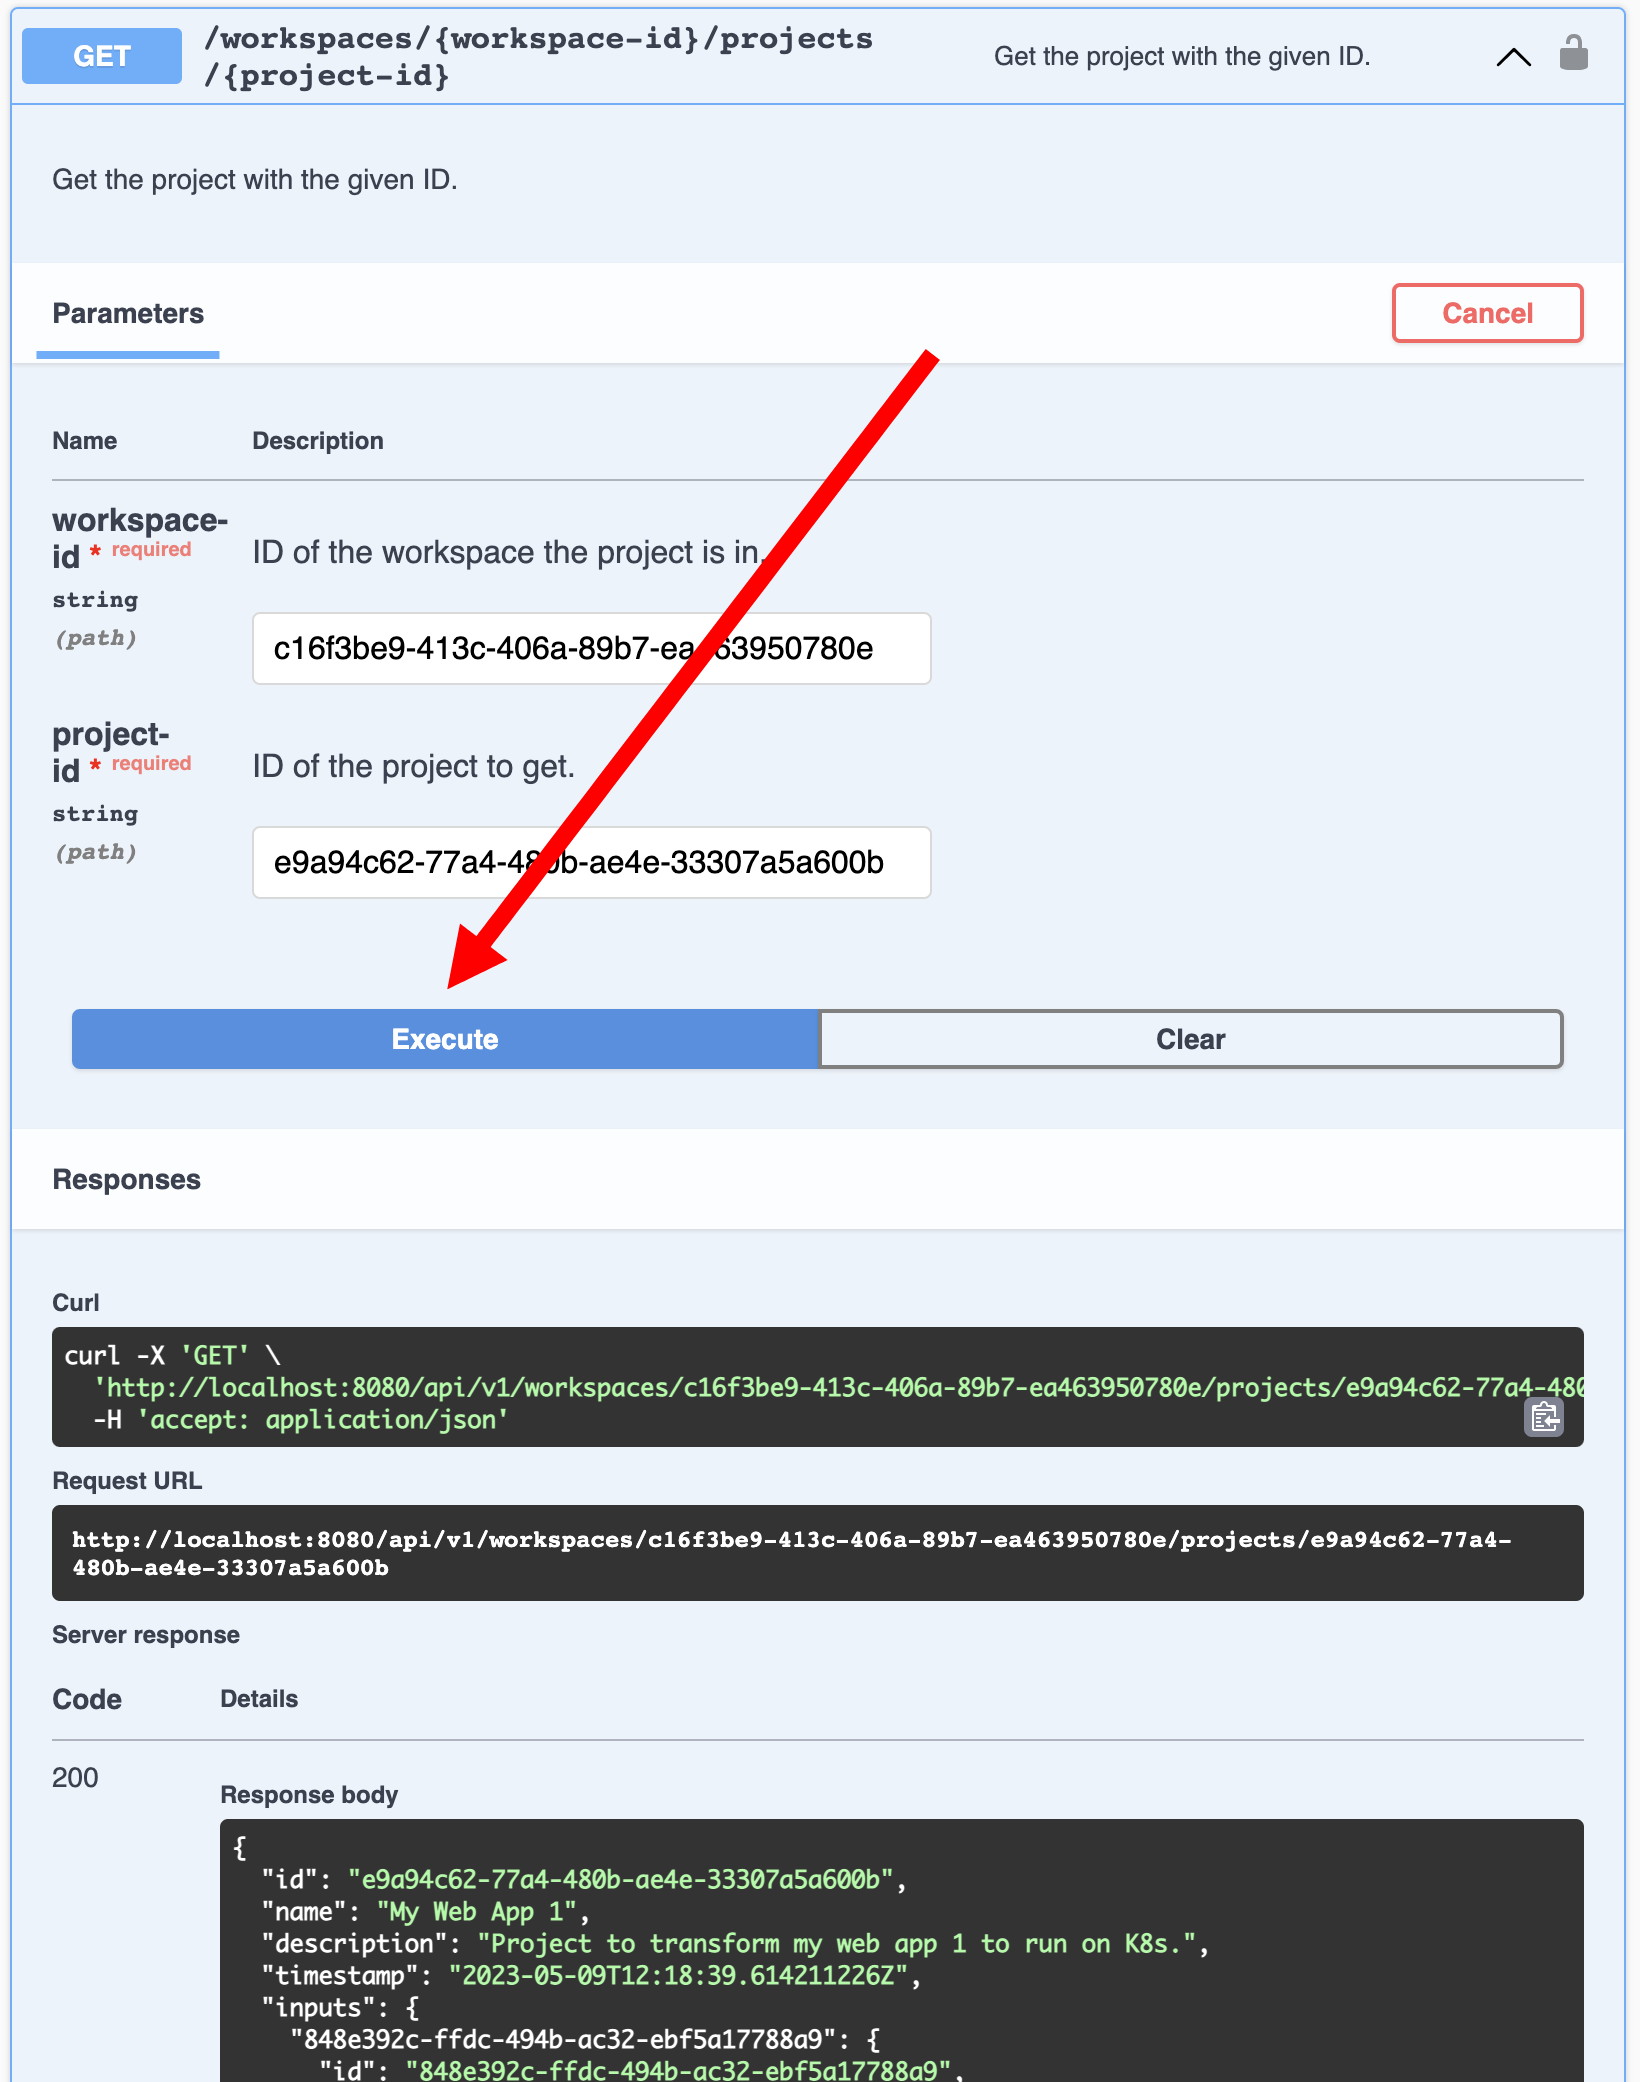 GET
/workspaces/{workspace-id}/projects
/{project-id}
Get the project with the given ID.
Get the project with the given ID.
Parameters
Cancel
Name Description
workspace-
id * required
string
(path)
ID of the workspace the project is in.
c16f3be9-413c-406a-89b7-ea463950780e
project-
id * required
string
(path)
ID of the project to get.
e9a94c62-77a4-480b-ae4e-33307a5a600b
Execute
Clear
Responses
Curl
curl -X 'GET' \
'http://localhost:8080/api/v1/workspaces/c16f3be9-413c-406a-89b7-ea463950780e/projects/e9a94c62-77a4-480
-H 'accept: application/json'
Request URL
http://localhost:8080/api/v1/workspaces/c16f3be9-413c-406a-89b7-ea463950780e/projects/e9a94c62-77a4-
480b-ae4e-33307a5a600b
Server response
Code Details
200
Response body
{
"id": "e9a94c62-77a4-480b-ae4e-33307a5a600b",
"name": "My Web App 1",
"description": "Project to transform my web app 1 to run on K8s.",
"timestamp": "2023-05-09T12:18:39.614211226Z",
"inputs": {
"848e392c-ffdc-494b-ac32-ebf5a17788a9": {
"id": "848e392c-ffdc-494b-ac32-ebf5a17788a9",